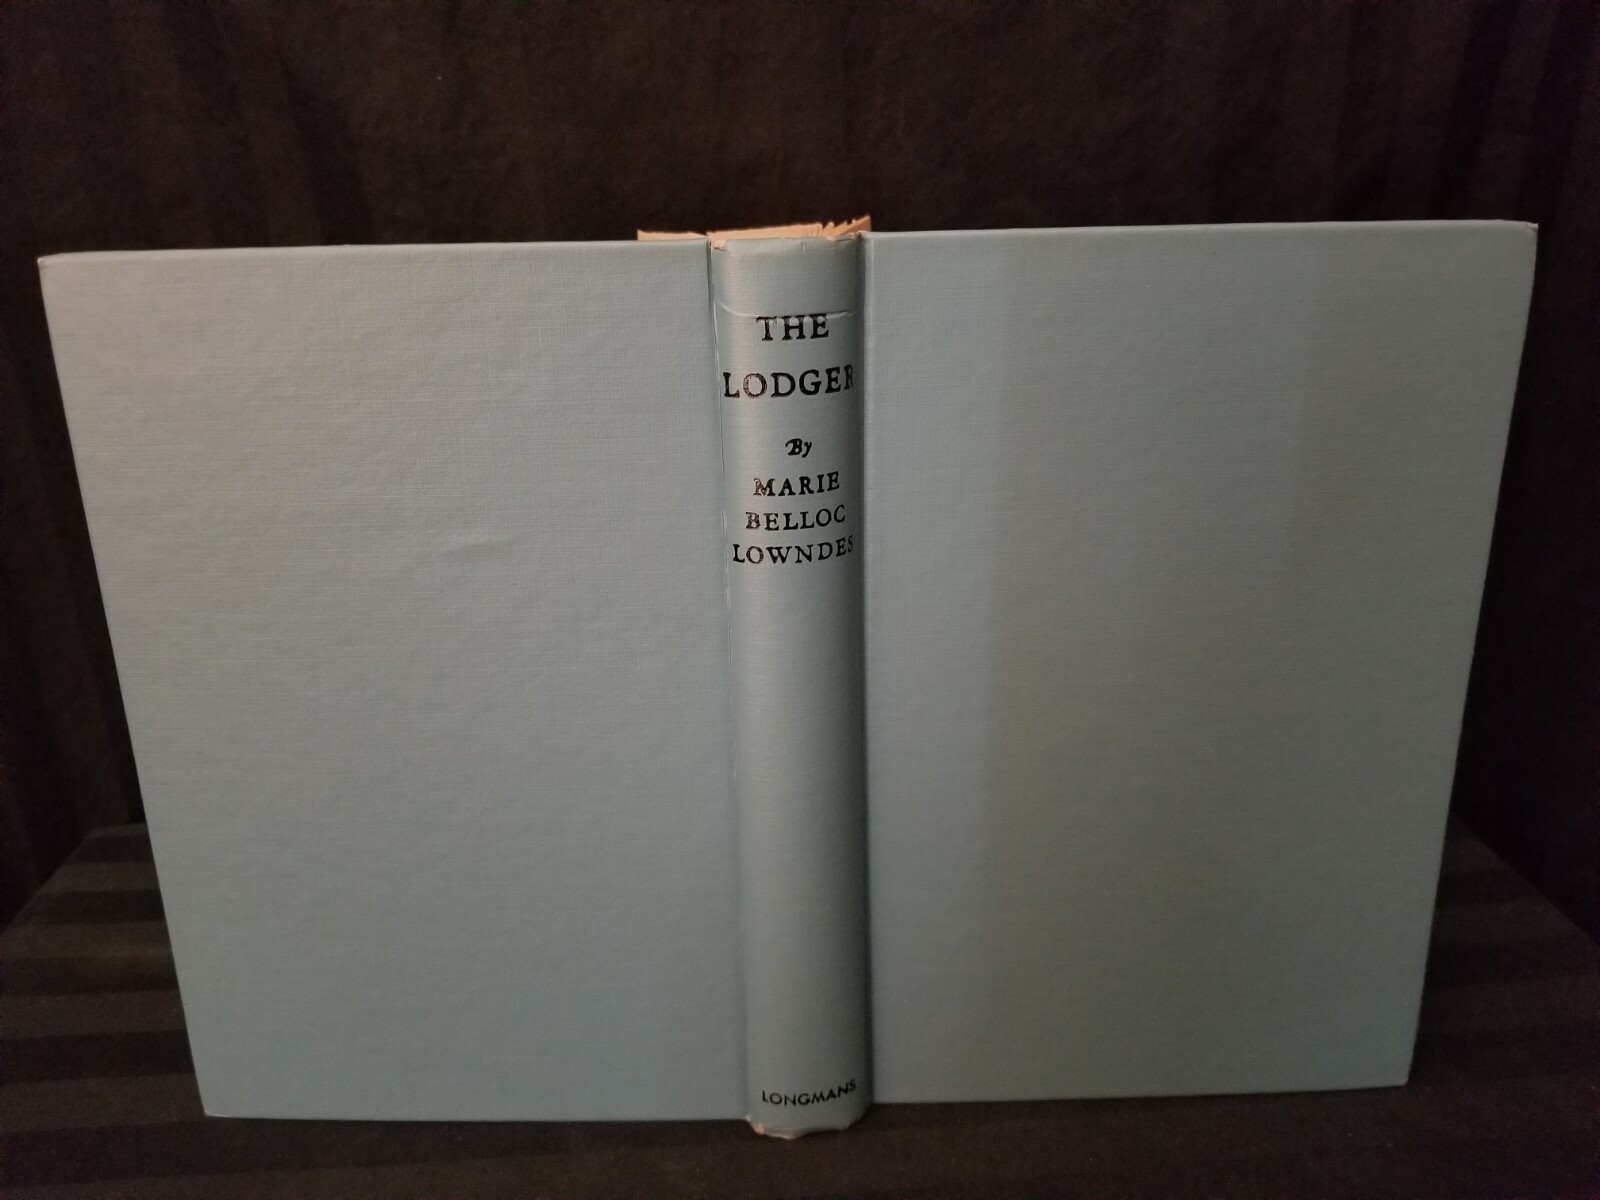 THE
LODGER
By
MARIE
BELLOC
LOWNDES
LONGMANS